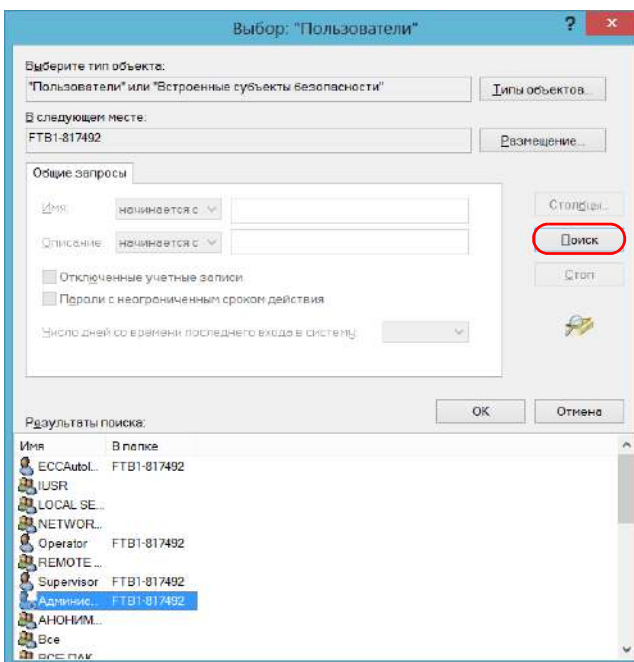 Выбор: "Пользователи"
?
×
Выберите тип объекта:
"Пользователи" или "Встроенные субъекты безопасности"
Типы объектов...
В следующем месте:
FTB1-817492
Размещение...
Общие запросы
Имя:
начинается с
Столбцы...
Описание:
начинается с
Поиск
Отключенные учетные записи
Стоп
Пароли с неограниченным сроком действия
Число дней со времени последнего входа в систему:
OK
Отмена
Результаты поиска:
Имя В папке
ECCAutol... FTB1-817492
IUSR
LOCAL SE...
NETWOR...
Operator FTB1-817492
REMOTE ...
Supervisor FTB1-817492
Админис... FTB1-817492
АНОНИМ...
Все
ВСЕ ПАК...